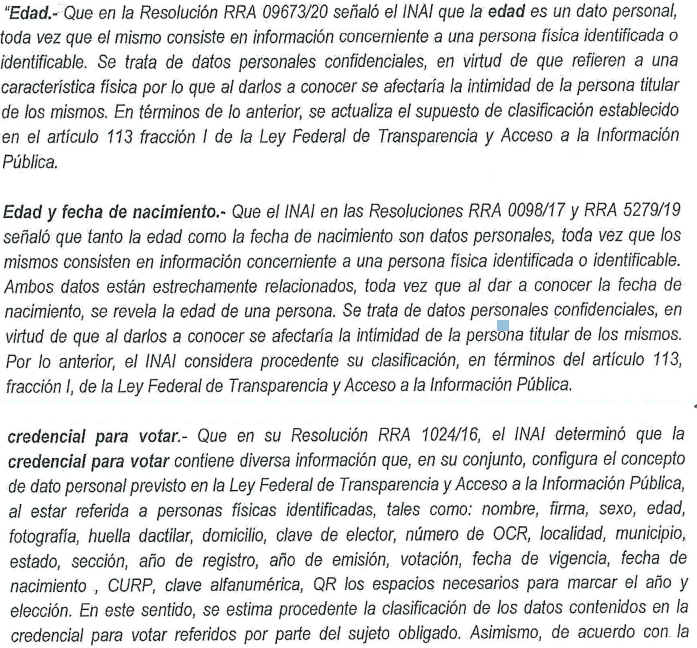 "Edad.- Que en la Resolución RRA 09673/20 señaló el INAI que la edad es un dato personal,
toda vez que el mismo consiste en información concerniente a una persona física identificada o
identificable. Se trata de datos personales confidenciales, en virtud de que refieren a una
característica física por lo que al darlos a conocer se afectaría la intimidad de la persona titular
de los mismos. En términos de lo anterior, se actualiza el supuesto de clasificación establecido
en el artículo 113 fracción I de la Ley Federal de Transparencia y Acceso a la Información
Pública.
Edad y fecha de nacimiento.- Que el INAI en las Resoluciones RRA 0098/17 y RRA 5279/19
señaló que tanto la edad como la fecha de nacimiento son datos personales, toda vez que los
mismos consisten en información concerniente a una persona física identificada o identificable.
Ambos datos están estrechamente relacionados, toda vez que al dar a conocer la fecha de
nacimiento, se revela la edad de una persona. Se trata de datos personales confidenciales, en
virtud de que al darlos a conocer se afectaría la intimidad de la persona titular de los mismos.
Por lo anterior, el INAI considera procedente su clasificación, en términos del artículo 113,
fracción I, de la Ley Federal de Transparencia y Acceso a la Información Pública.
credencial para votar.- Que en su Resolución RRA 1024/16, el INAI determinó que la
credencial para votar contiene diversa información que, en su conjunto, configura el concepto
de dato personal previsto en la Ley Federal de Transparencia y Acceso a la Información Pública,
al estar referida a personas físicas identificadas, tales como: nombre, firma, sexo, edad,
fotografía, huella dactilar, domicilio, clave de elector, número de OCR, localidad, municipio,
estado, sección, año de registro, año de emisión, votación, fecha de vigencia, fecha de
nacimiento , CURP, clave alfanumérica, QR los espacios necesarios para marcar el año y
elección. En este sentido, se estima procedente la clasificación de los datos contenidos en la
credencial para votar referidos por parte del sujeto obligado. Asimismo, de acuerdo con la